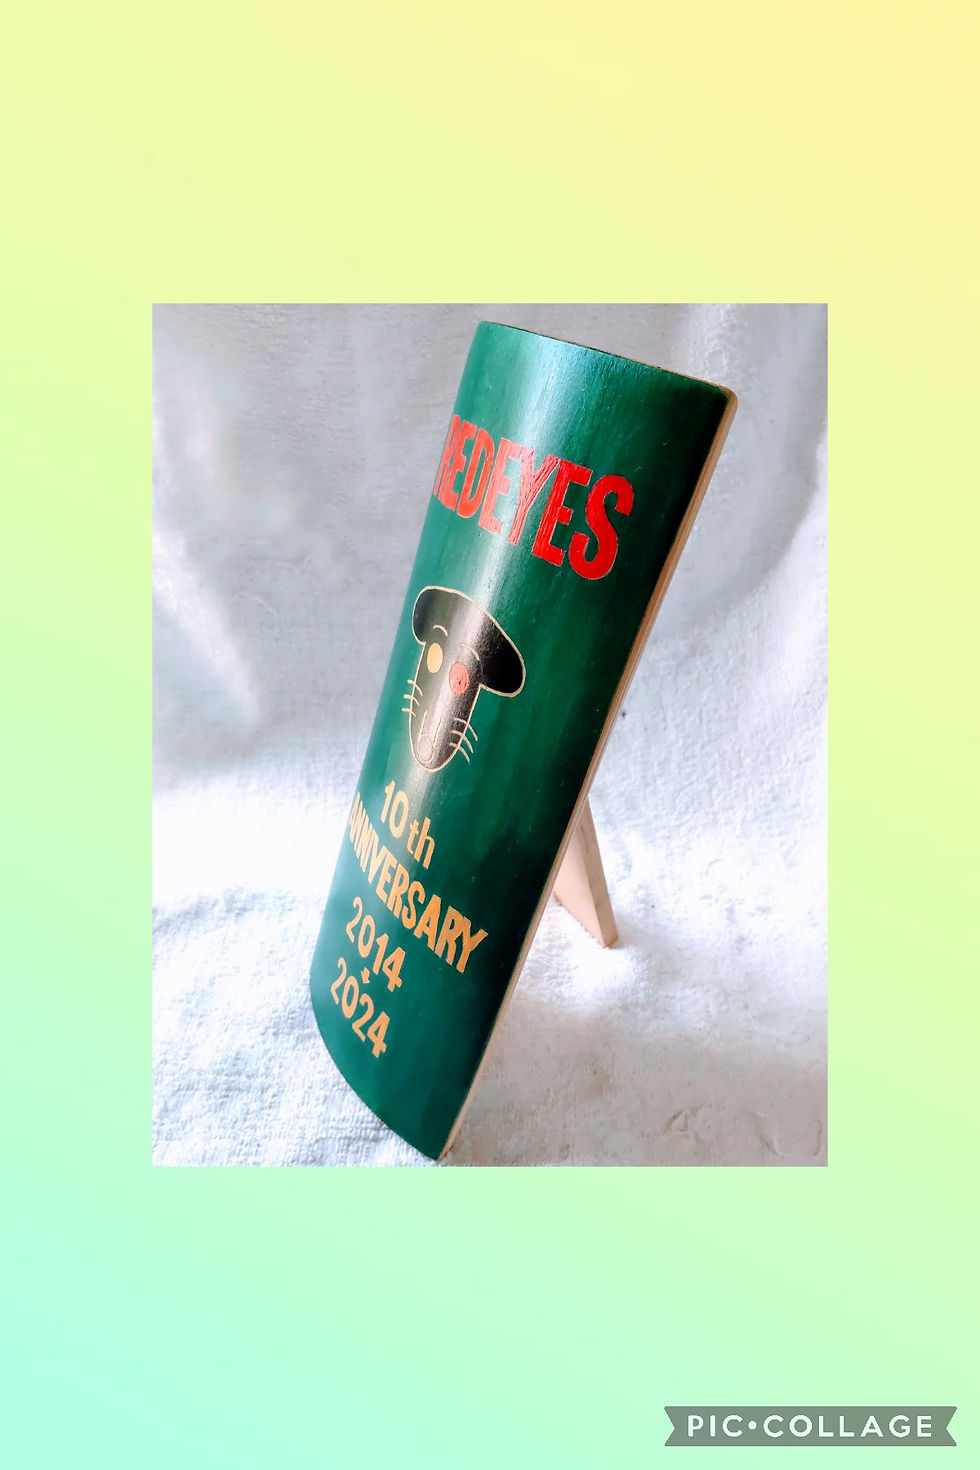 REDEYES
10th
ANNIVERSARY
2014
2024
PIC•COLLAGE